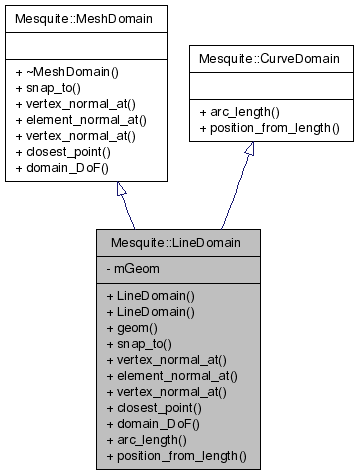 Mesquite::MeshDomain
+ ~MeshDomain()
+ snap_to()
+ vertex_normal_at()
+ element_normal_at()
+ vertex_normal_at()
+ closest_point()
+ domain_DoF()
Mesquite::CurveDomain
+ arc_length()
+ position_from_length()
Mesquite::LineDomain
- mGeom
+ LineDomain()
+ LineDomain()
+ geom()
+ snap_to()
+ vertex_normal_at()
+ element_normal_at()
+ vertex_normal_at()
+ closest_point()
+ domain_DoF()
+ arc_length()
+ position_from_length()